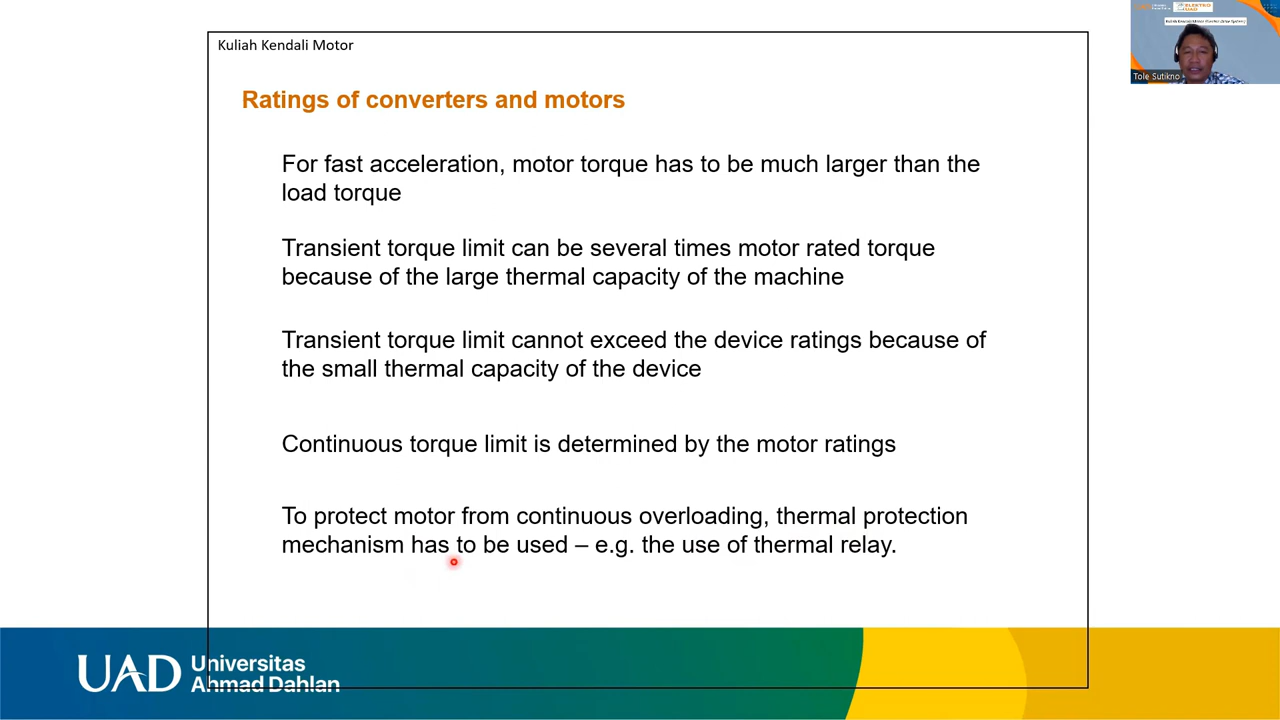 Kuliah Kendali Motor
Ratings of converters and motors
For fast acceleration, motor torque has to be much larger than the
load torque
Transient torque limit can be several times motor rated torque
because of the large thermal capacity of the machine
Transient torque limit cannot exceed the device ratings because of
the small thermal capacity of the device
Continuous torque limit is determined by the motor ratings
To protect motor from continuous overloading, thermal protection
mechanism has to be used – e.g. the use of thermal relay.
UAD
Universitas
Ahmad Dahlan
Tole Sutikno